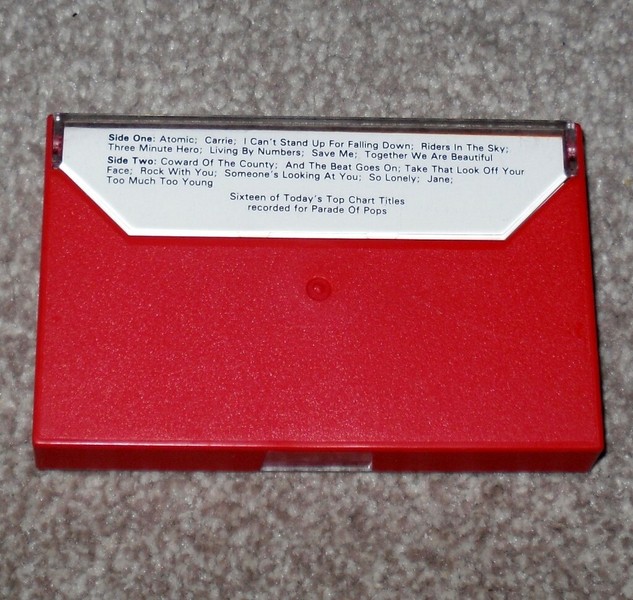 Side One: Atomic; Carrie; I Can't Stand Up For Falling Down; Riders In The Sky;
Three Minute Hero; Living By Numbers; Save Me; Together We Are Beautiful
Side Two: Coward Of The County; And The Beat Goes On; Take That Look Off Your
Face; Rock With You; Someone's Looking At You; So Lonely; Jane;
Too Much Too Young
Sixteen of Today's Top Chart Titles
recorded for Parade Of Pops